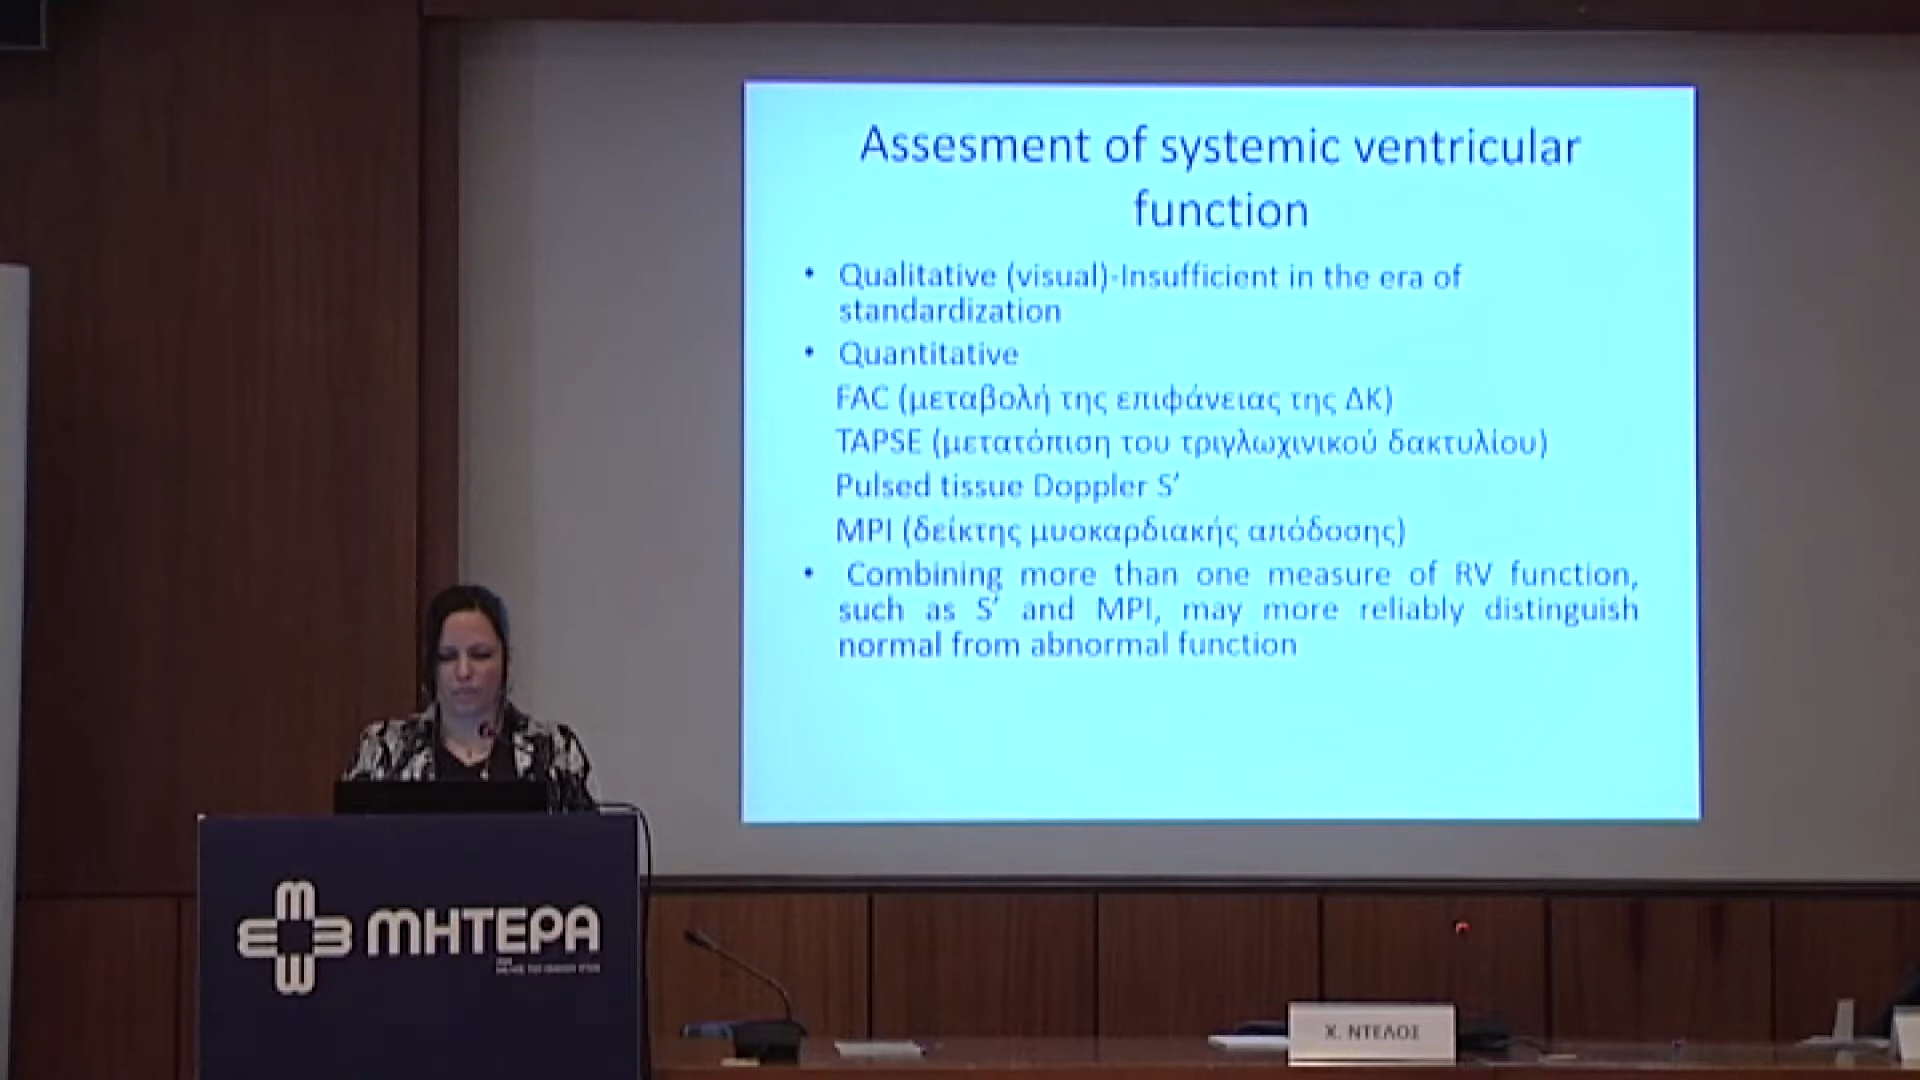 Assesment of systemic ventricular
function
• Qualitative (visual)-Insufficient in the era of
standardization
• Quantitative
FAC (μεταβολή της επιφάνειας της ΔΚ)
TAPSE (μετατόπιση του τριγλωχινικού δακτυλίου)
Pulsed tissue Doppler S’
MPI (δείκτης μυοκαρδιακής απόδοσης)
• Combining more than one measure of RV function,
such as S’ and MPI, may more reliably distinguish
normal from abnormal function
ΜΗΤΕΡΑ
Χ. ΝΤΕΛΟΣ